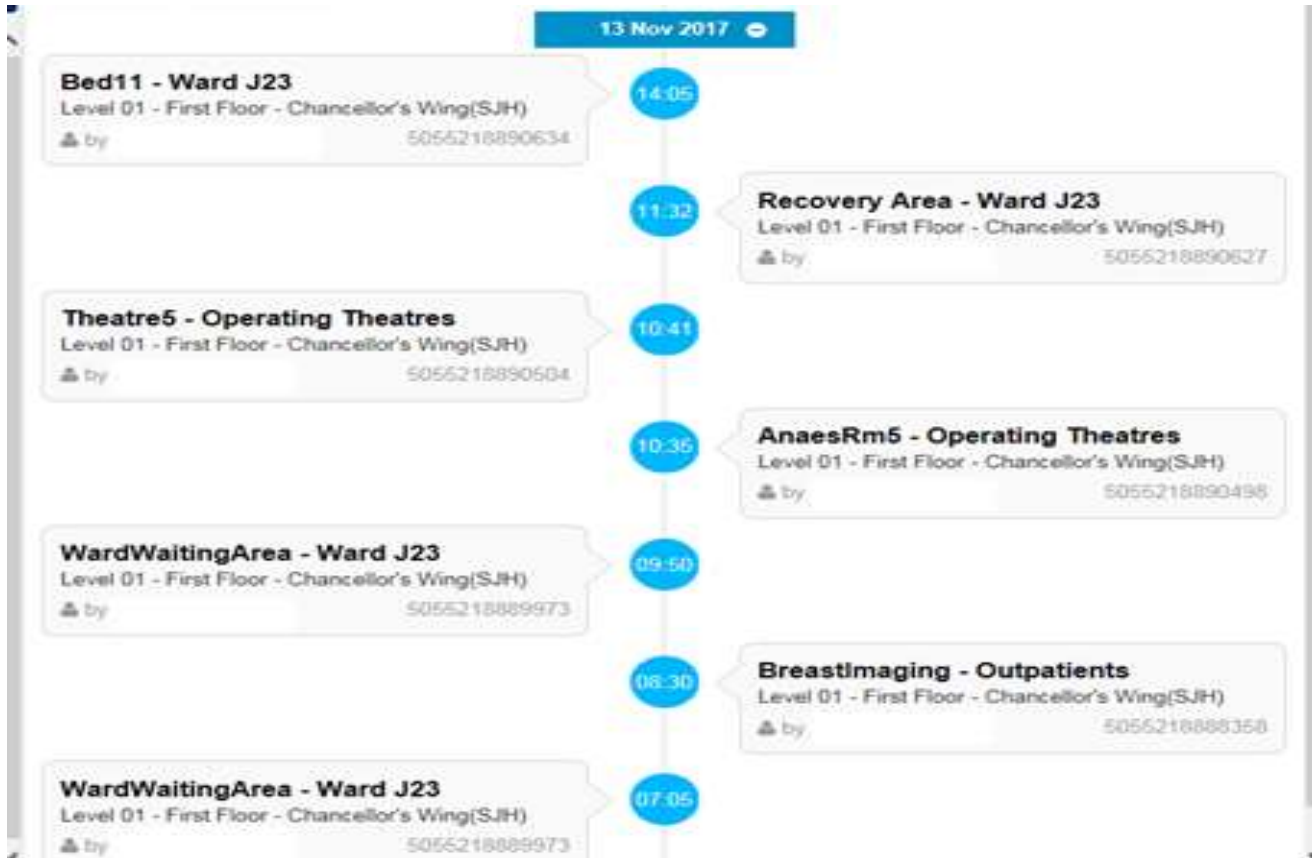 13 Nov 2017
Bed11 - Ward J23
Level 01 - First Floor - Chancellor's Wing(SJH)
by 5055218890634
14:05
11:32
Recovery Area - Ward J23
Level 01 - First Floor - Chancellor's Wing(SJH)
by 5055218890627
Theatre5 - Operating Theatres
Level 01 - First Floor - Chancellor's Wing(SJH)
by 5055218890504
10:41
10:35
AnaesRm5 - Operating Theatres
Level 01 - First Floor - Chancellor's Wing(SJH)
by 5055218890498
WardWaitingArea - Ward J23
Level 01 - First Floor - Chancellor's Wing(SJH)
by 5055218889973
09:50
08:30
BreastImaging - Outpatients
Level 01 - First Floor - Chancellor's Wing(SJH)
by 5055218888358
WardWaitingArea - Ward J23
Level 01 - First Floor - Chancellor's Wing(SJH)
by 5055218889973
07:05